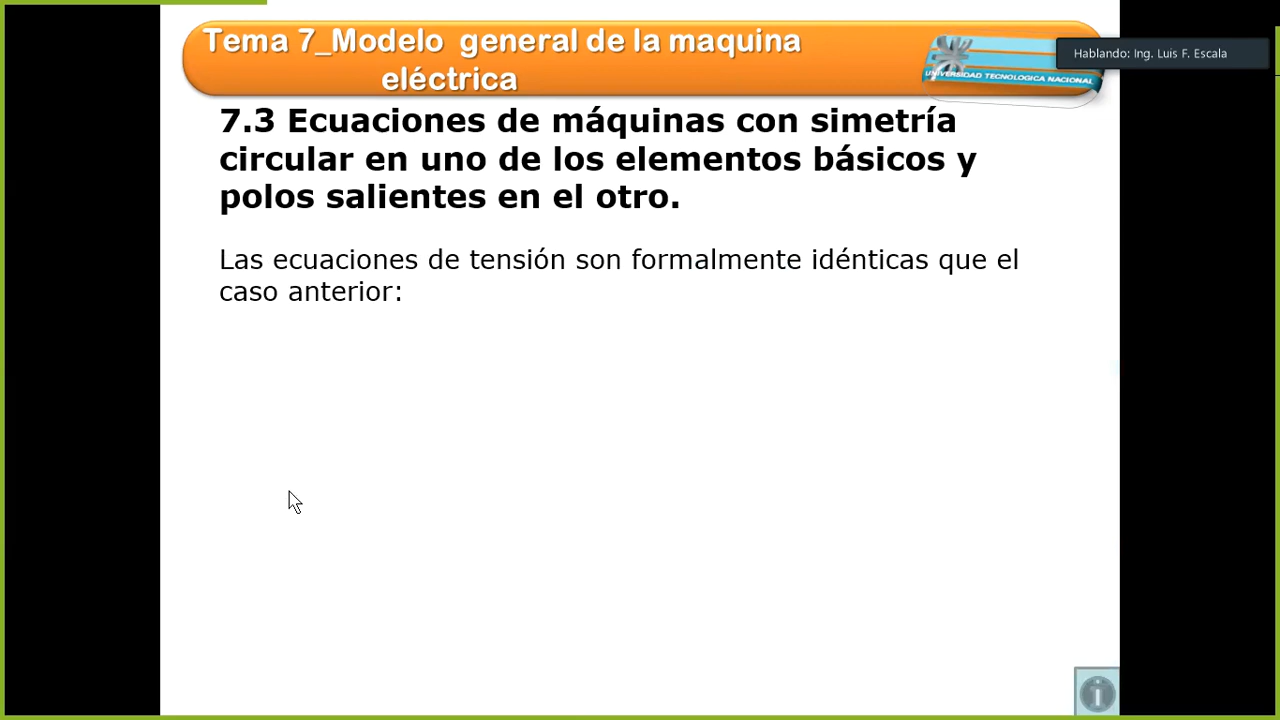 Tema 7_Modelo general de la maquina
eléctrica
UNIVERSIDAD TECNOLOGICA NACIONAL
Hablando: Ing. Luis F. Escala
7.3 Ecuaciones de máquinas con simetría
circular en uno de los elementos básicos y
polos salientes en el otro.
Las ecuaciones de tensión son formalmente idénticas que el
caso anterior: